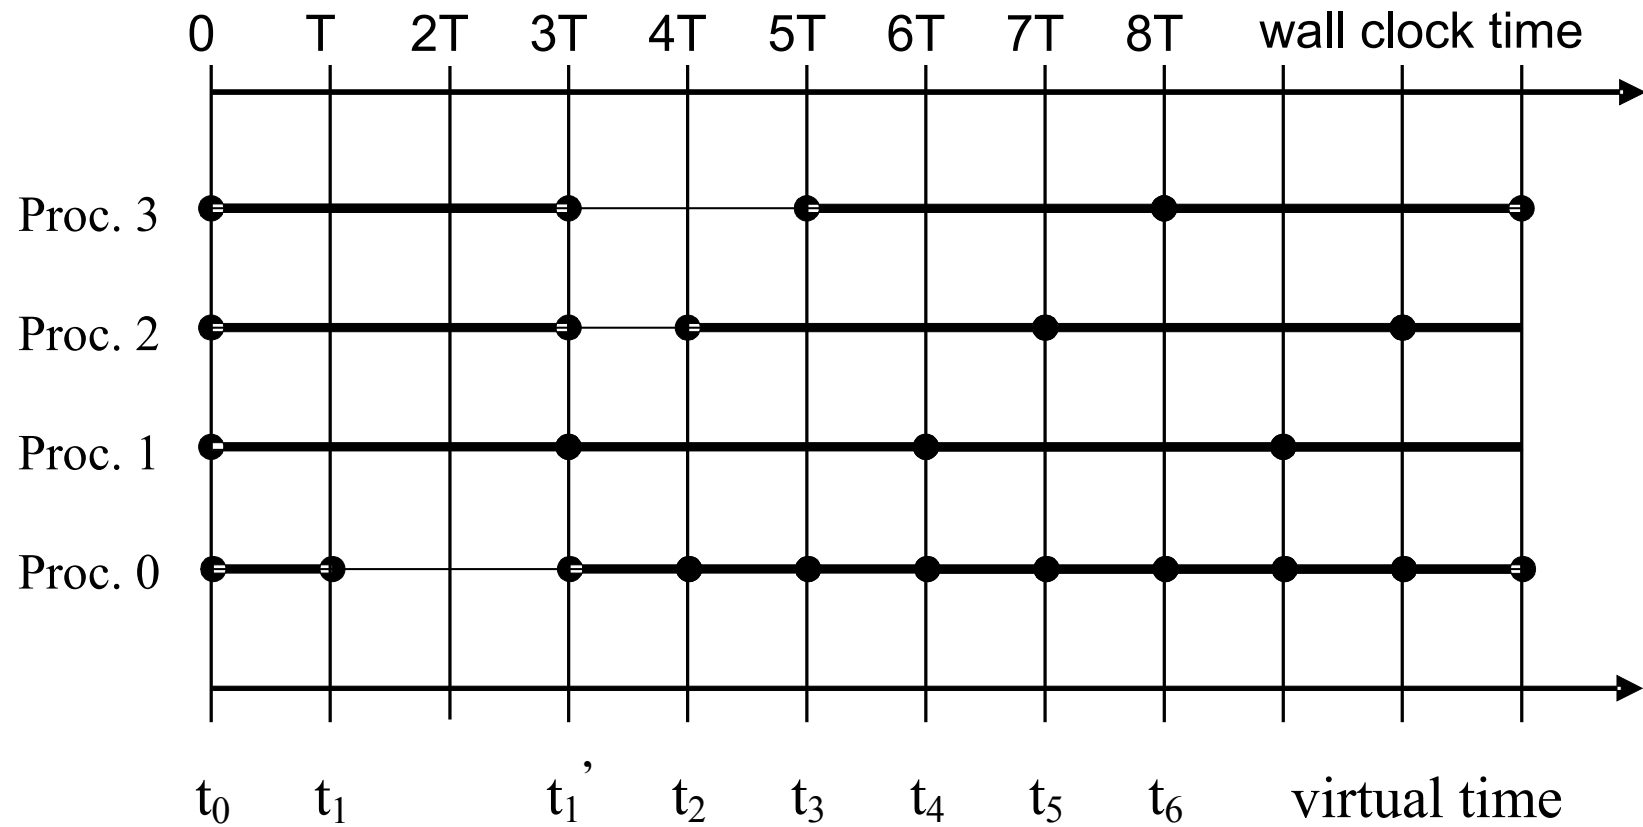 0 T 2T 3T 4T 5T 6T 7T 8T wall clock time
Proc. 3
Proc. 2
Proc. 1
Proc. 0
t₀ t₁ t₁’ t₂ t₃ t₄ t₅ t₆ virtual time